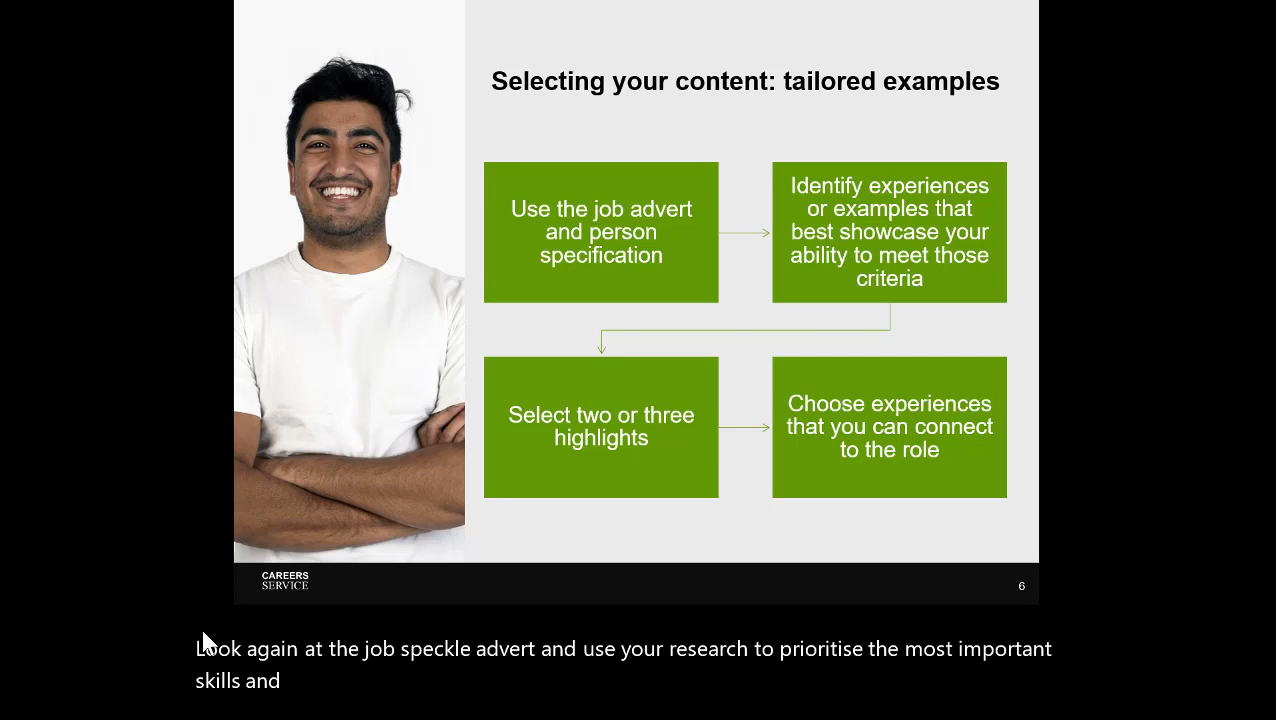 Selecting your content: tailored examples
Use the job advert
and person
specification
Identify experiences
or examples that
best showcase your
ability to meet those
criteria
Select two or three
highlights
Choose experiences
that you can connect
to the role
CAREERS
SERVICE
6
Look again at the job speckle advert and use your research to prioritise the most important
skills and